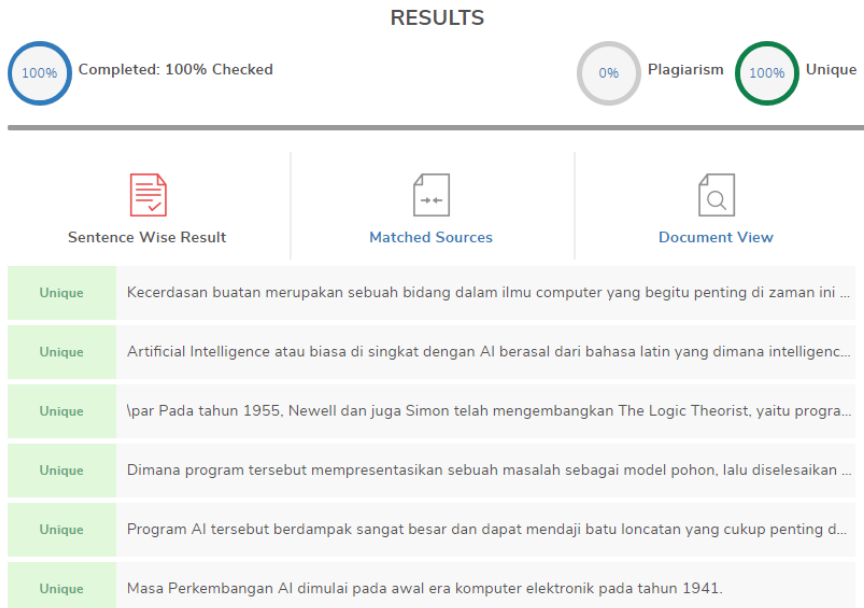 RESULTS
100% Completed: 100% Checked 0% Plagiarism 100% Unique
Sentence Wise Result Matched Sources Document View
Unique Kecerdasan buatan merupakan sebuah bidang dalam ilmu computer yang begitu penting di zaman ini ...
Unique Artificial Intelligence atau biasa di singkat dengan AI berasal dari bahasa latin yang dimana intelligenc...
Unique \par Pada tahun 1955, Newell dan juga Simon telah mengembangkan The Logic Theorist, yaitu progra...
Unique Dimana program tersebut mempresentasikan sebuah masalah sebagai model pohon, lalu diselesaikan ...
Unique Program AI tersebut berdampak sangat besar dan dapat mendaji batu loncatan yang cukup penting d...
Unique Masa Perkembangan AI dimulai pada awal era komputer elektronik pada tahun 1941.